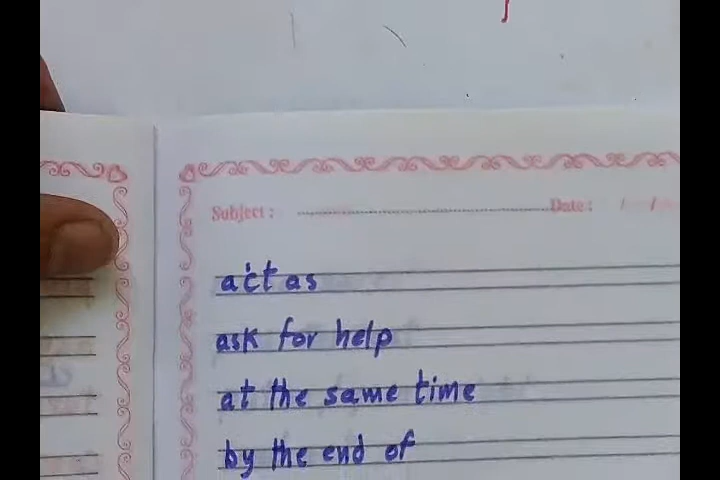 Subject : Date : / /
act as
ask for help
at the same time
by the end of